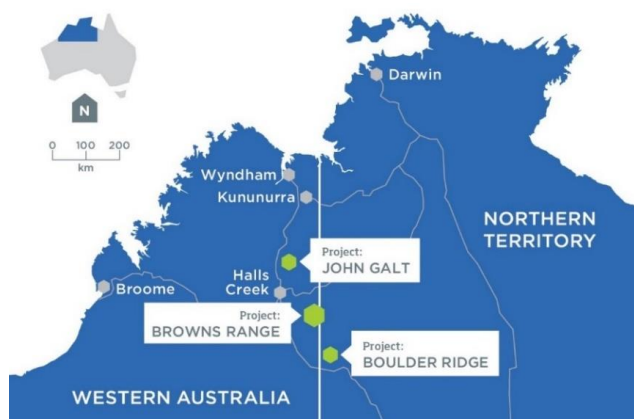 N
0 100 200
km
Darwin
Wyndham
Kununurra
NORTHERN
TERRITORY
Project:
JOHN GALT
Broome
Halls
Creek
Project:
BROWNS RANGE
Project:
BOULDER RIDGE
WESTERN AUSTRALIA